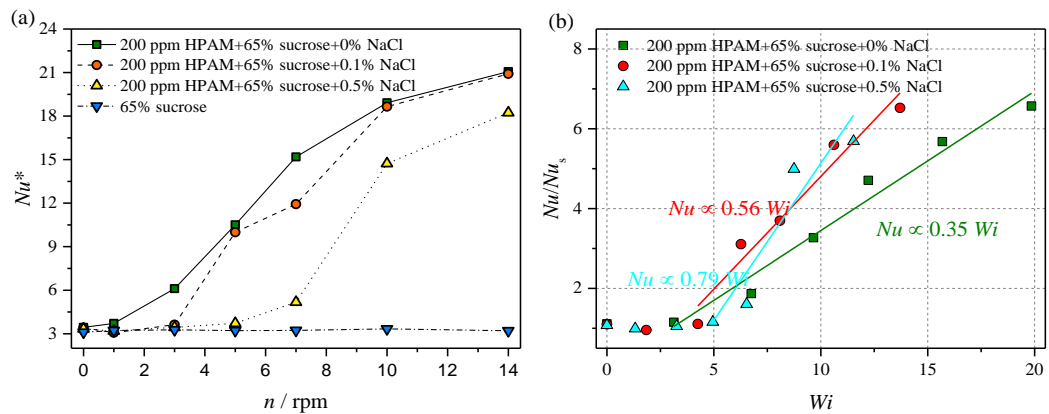 (a)
24
21
18
15
12
9
6
3
0
Nu*
200 ppm HPAM+65% sucrose+0% NaCl
200 ppm HPAM+65% sucrose+0.1% NaCl
200 ppm HPAM+65% sucrose+0.5% NaCl
65% sucrose
0 2 4 6 8 10 12 14
n / rpm
(b)
8
6
4
2
Nu/Nuₛ
200 ppm HPAM+65% sucrose+0% NaCl
200 ppm HPAM+65% sucrose+0.1% NaCl
200 ppm HPAM+65% sucrose+0.5% NaCl
Nu ∝ 0.56 Wi
Nu ∝ 0.35 Wi
Nu ∝ 0.79 Wi
0 5 10 15 20
Wi